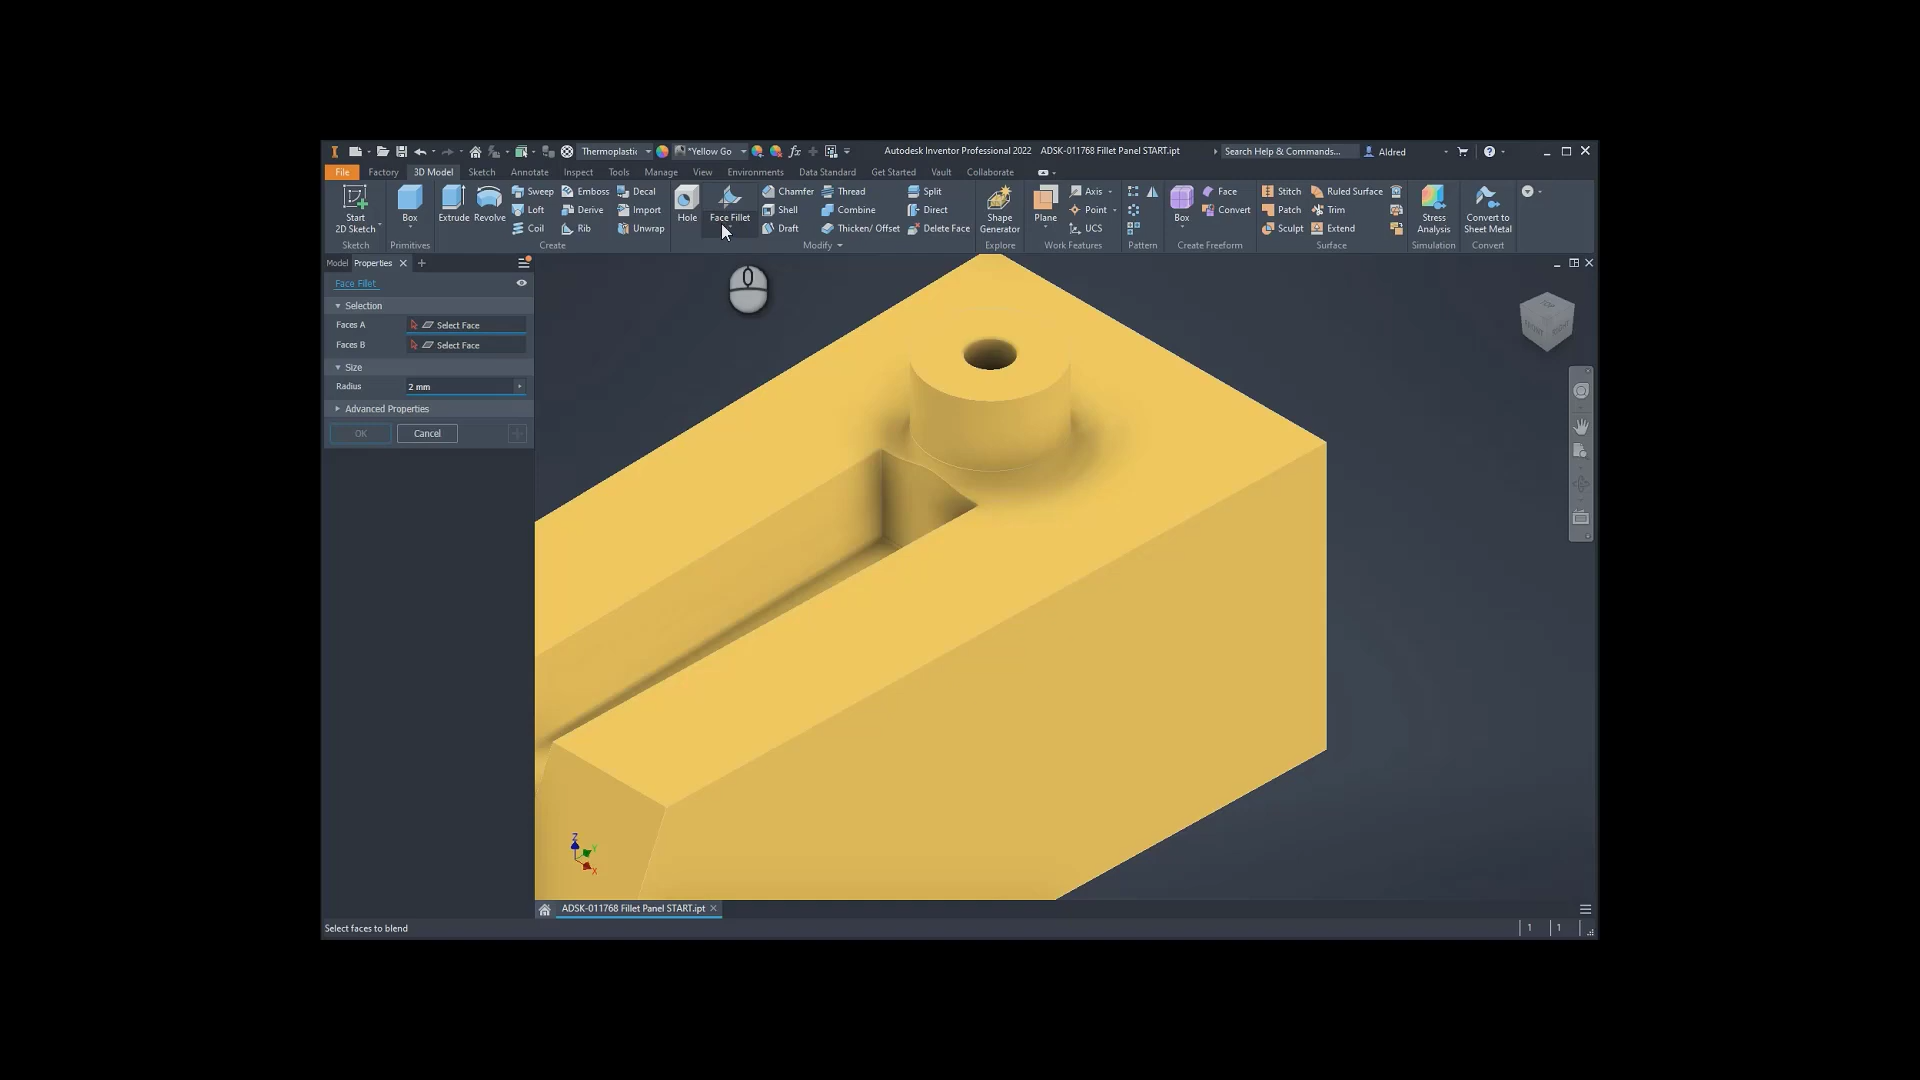 Thermoplastic
*Yellow Go
fx
Autodesk Inventor Professional 2022 ADSK-011768 Fillet Panel START.ipt
Search Help & Commands...
Aldred
File Factory 3D Model Sketch Annotate Inspect Tools Manage View Environments Data Standard Get Started Vault Collaborate
Start
2D Sketch
Sketch
Box
Primitives
Extrude
Revolve
Sweep
Loft
Coil
Emboss
Derive
Rib
Decal
Import
Unwrap
Create
Hole
Face Fillet
Chamfer
Shell
Draft
Thread
Combine
Thicken/ Offset
Split
Direct
Delete Face
Modify
Shape
Generator
Explore
Plane
Axis
Point
UCS
Work Features
Pattern
Box
Face
Convert
Create Freeform
Stitch
Patch
Sculpt
Ruled Surface
Trim
Extend
Surface
Stress
Analysis
Simulation
Convert to
Sheet Metal
Convert
Model Properties
Face Fillet
Selection
Faces A Select Face
Faces B Select Face
Size
Radius 2 mm
Advanced Properties
OK Cancel
TOP
FRONT
RIGHT
Z
Y
X
ADSK-011768 Fillet Panel START.ipt
Select faces to blend
1 1